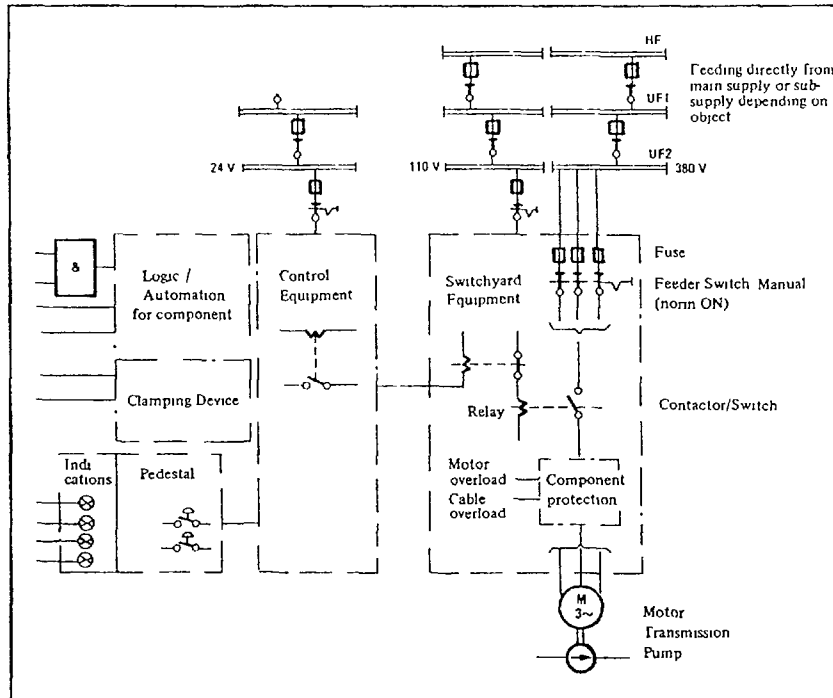 HF
Feeding directly from
main supply or sub-
supply depending on
object
UF1
24 V
110 V
UF2
380 V
&
Logic /
Automation
for component
Control
Equipment
Switchyard
Equipment
Fuse
Feeder Switch Manual
(norm ON)
Clamping Device
Relay
Contactor/Switch
Indi
cations
Pedestal
Motor
overload
Cable
overload
Component
protection
M
3~
Motor
Transmission
Pump